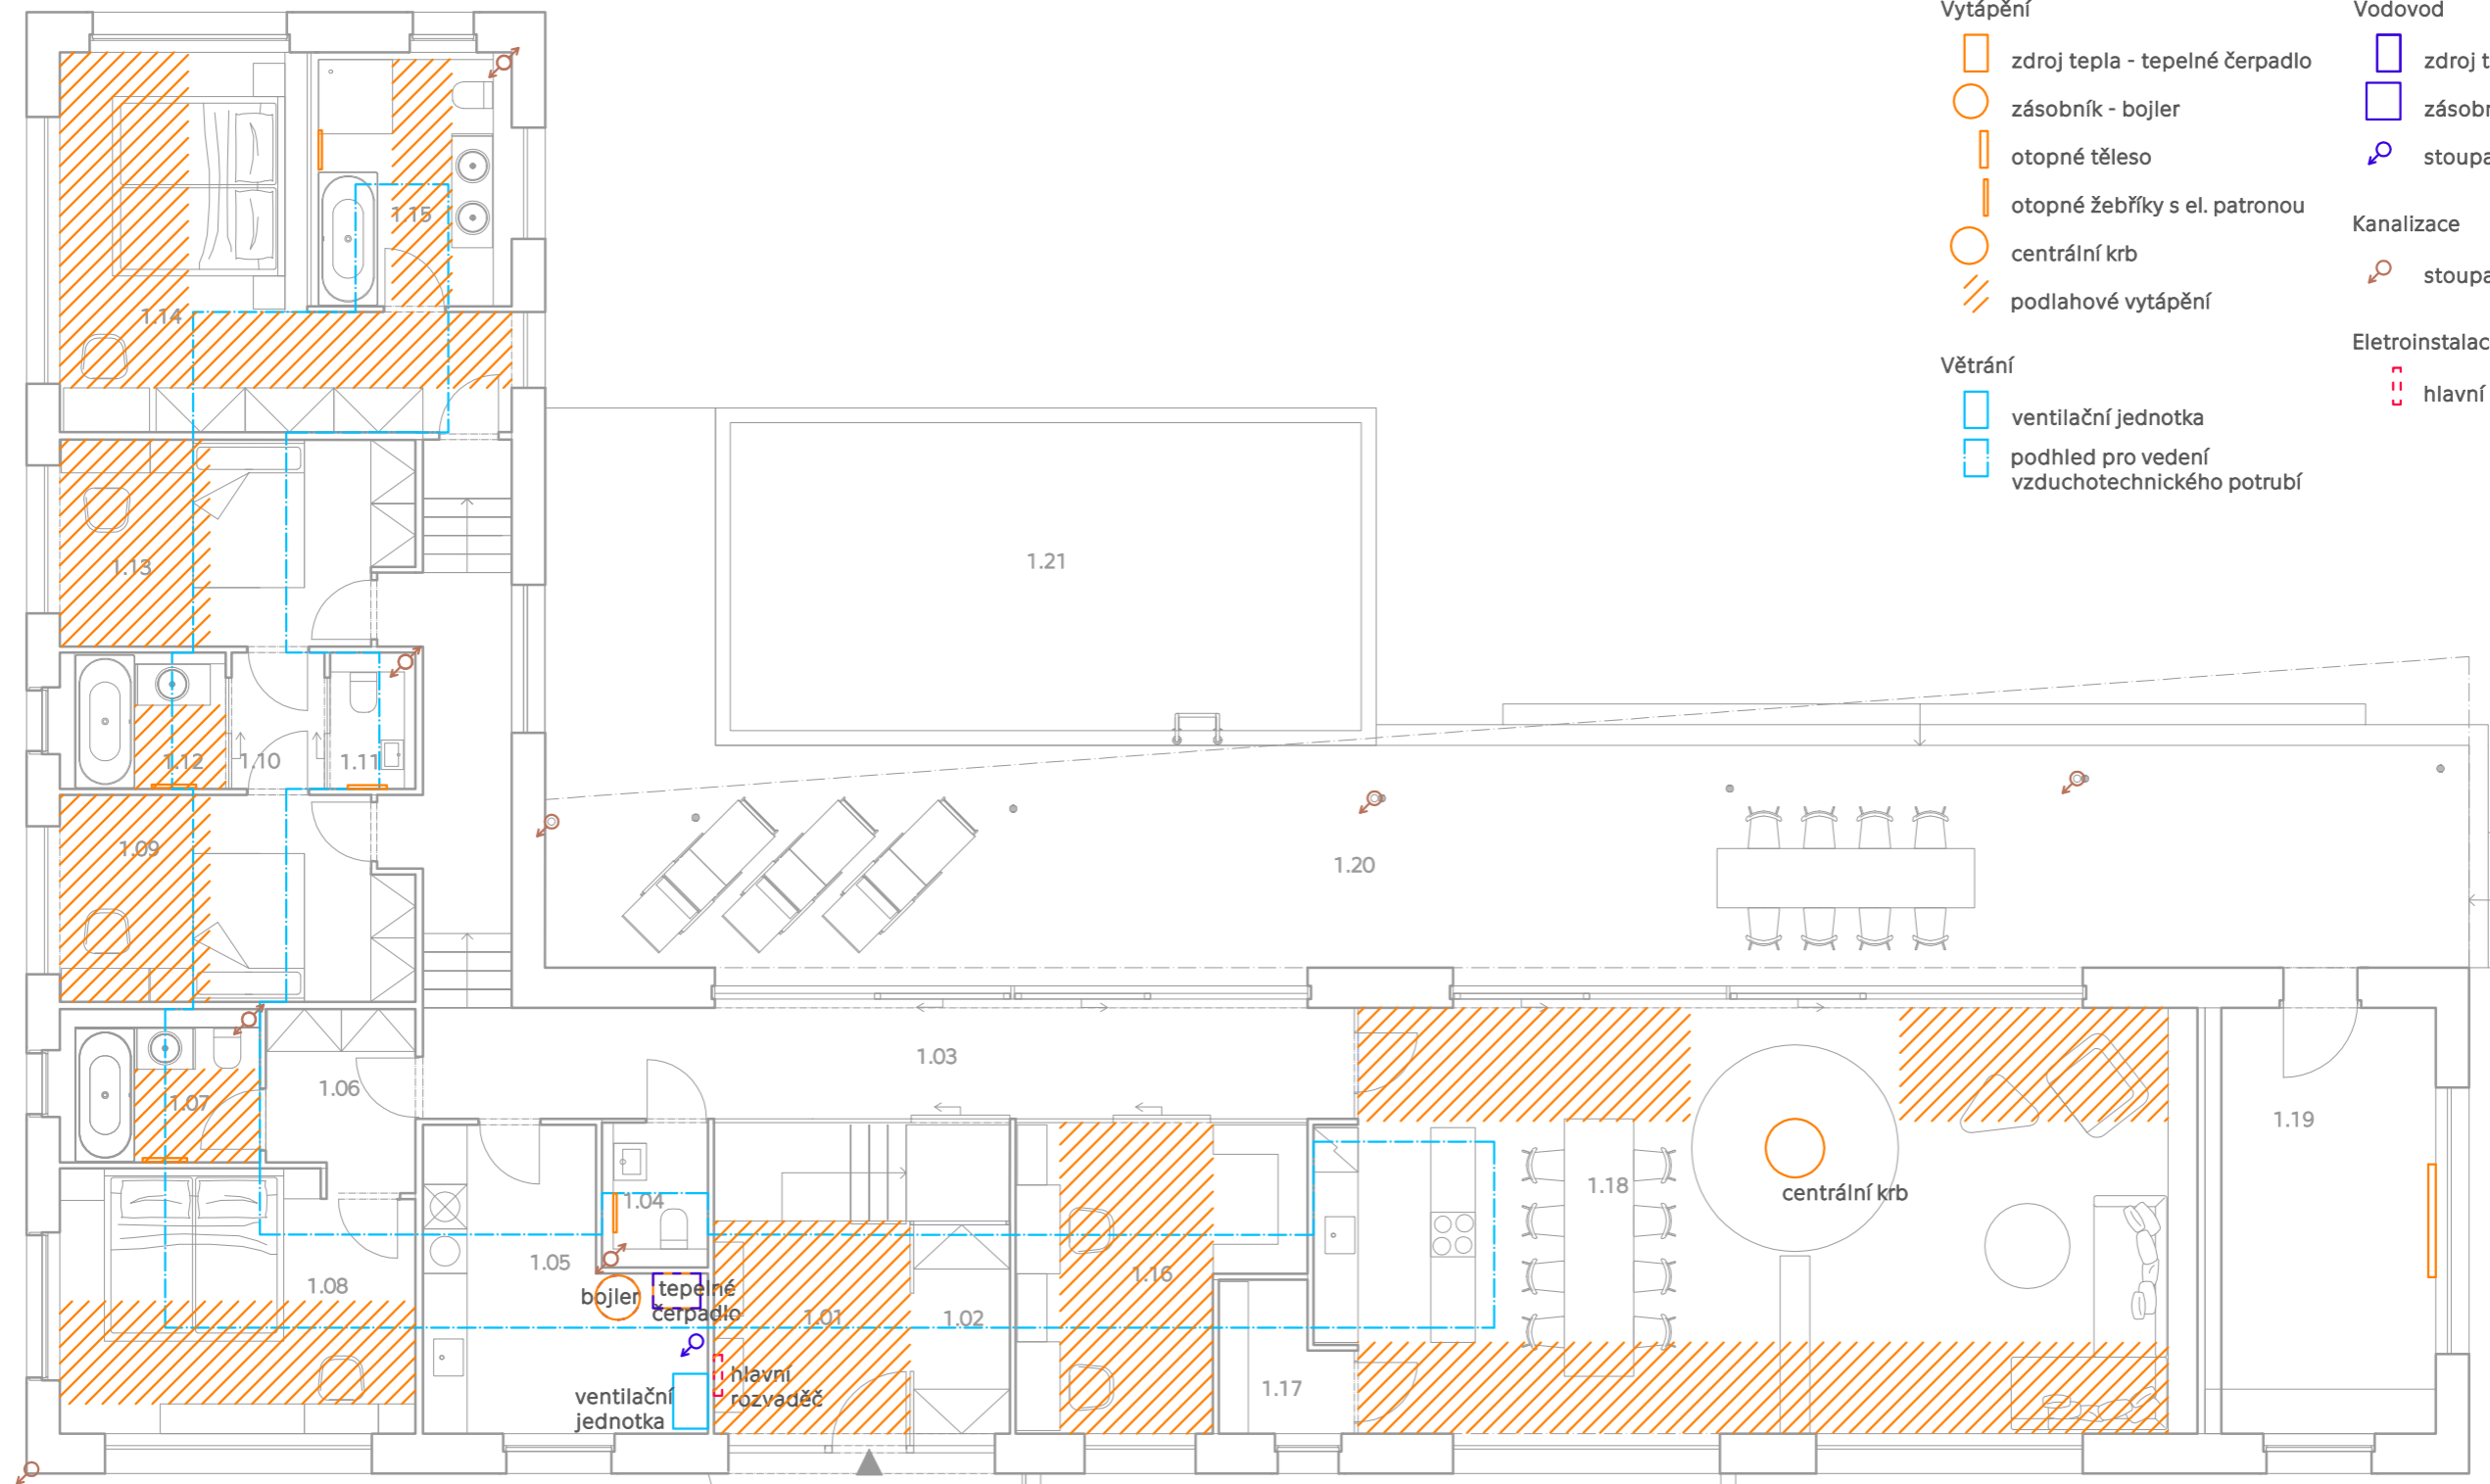 Vytápění
zdroj tepla - tepelné čerpadlo
zásobník - bojler
otopné těleso
otopné žebříky s el. patronou
centrální krb
podlahové vytápění
Větrání
ventilační jednotka
podhled pro vedení
vzduchotechnického potrubí
Vodovod
zdroj t
zásobn
stoupa
Kanalizace
stoupa
Eletroinstalac
hlavní
1.15
1.14
1.13
1.12
1.10
1.11
1.09
1.21
1.20
1.03
1.06
1.07
1.04
1.05
1.08
1.01
1.02
1.16
1.17
1.18
1.19
centrální krb
bojler
tepelné
čerpadlo
hlavní
rozvaděč
ventilační
jednotka